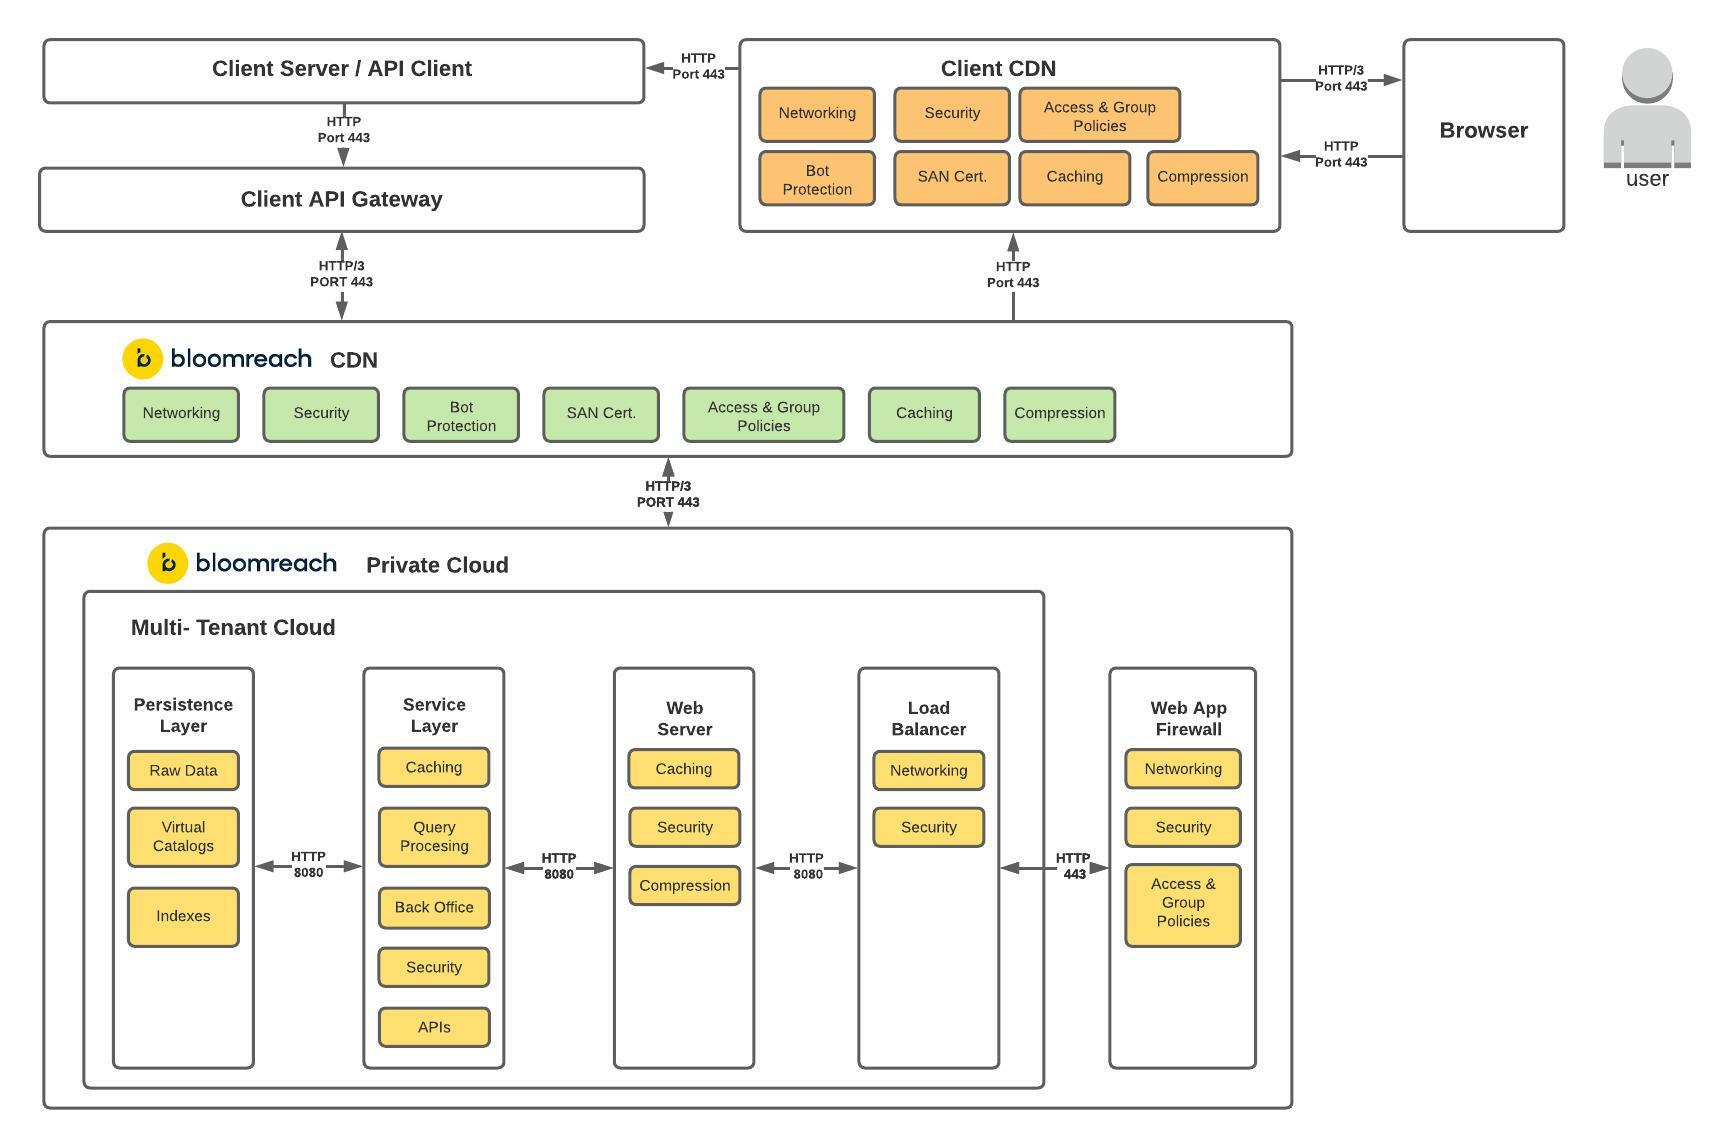 Client Server / API Client
HTTP
Port 443
Client CDN
Networking
Security
Access & Group
Policies
Bot
Protection
SAN Cert.
Caching
Compression
HTTP/3
Port 443
HTTP
Port 443
Browser
user
HTTP
Port 443
Client API Gateway
HTTP/3
PORT 443
HTTP
Port 443
bloomreach CDN
Networking
Security
Bot
Protection
SAN Cert.
Access & Group
Policies
Caching
Compression
HTTP/3
PORT 443
bloomreach Private Cloud
Multi- Tenant Cloud
Persistence
Layer
Raw Data
Virtual
Catalogs
Indexes
HTTP
8080
Service
Layer
Caching
Query
Procesing
Back Office
Security
APIs
HTTP
8080
Web
Server
Caching
Security
Compression
HTTP
8080
Load
Balancer
Networking
Security
HTTP
443
Web App
Firewall
Networking
Security
Access &
Group
Policies